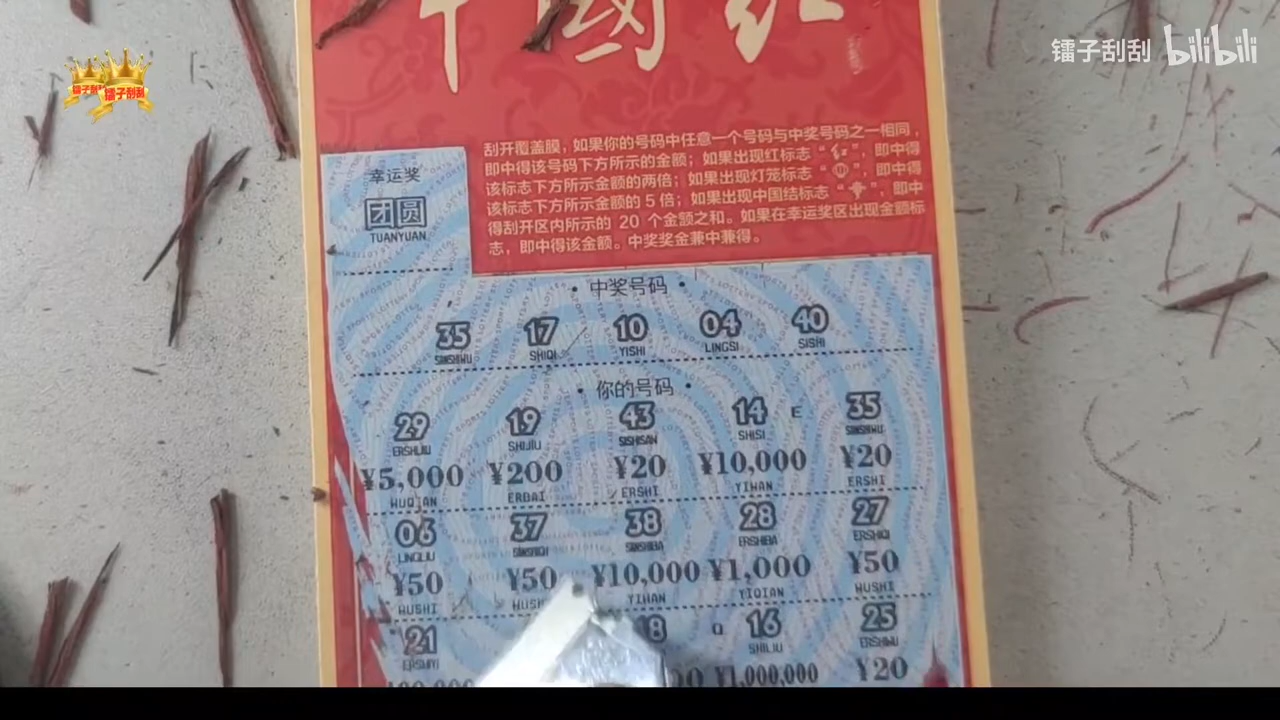 中國红
镭子刮刮 bilibili
镭子刮刮
刮开覆盖膜，如果你的号码中任意一个号码与中奖号码之一相同，
即中得该号码下方所示的金额；如果出现红标志“红”，即中得
该标志下方所示金额的两倍；如果出现灯笼标志“ ”，即中得
该标志下方所示金额的5倍；如果出现中国结标志“ ”，即中
得刮开区内所示的 20 个金额之和。如果在幸运奖区出现金额标
志，即中得该金额。中奖奖金兼中兼得。
幸运奖
团圆
TUANYUAN
• 中奖号码 •
35 17 10 04 40
SANSHIWU SHIQI YISHI LINGSI SISHI
• 你的号码 •
29 19 43 14 E 35
ERSHIJIU SHIJIU SISHISAN SHISI SANSHIWU
¥5,000 ¥200 ¥20 ¥10,000 ¥20
WUQIAN ERBAI ERSHI YIWAN ERSHI
06 37 38 28 27
LINGLIU SANSHIQI SANSHIBA ERSHIBA ERSHIQI
¥50 ¥50 ¥10,000 ¥1,000 ¥50
WUSHI WUSH YIWAN YIQIAN WUSHI
21 18 Q 16 25
ERSHIYI SHILIU ERSHIWU
¥1,000,000 ¥20